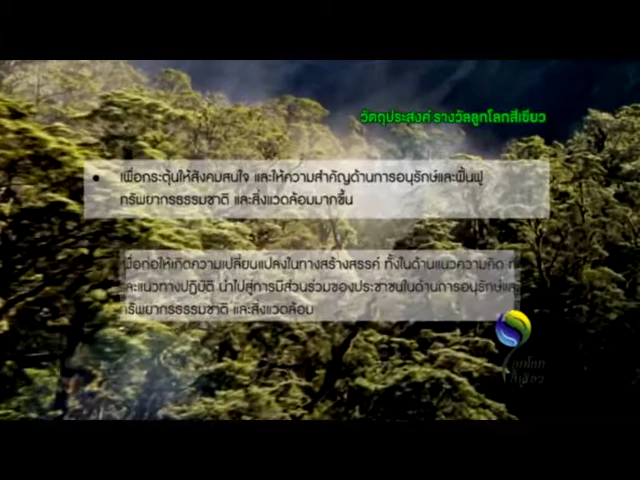 วัตถุประสงค์ รางวัลลูกโลกสีเขียว
• เพื่อกระตุ้นให้สังคมสนใจ และให้ความสำคัญด้านการอนุรักษ์และฟื้นฟู
ทรัพยากรธรรมชาติ และสิ่งแวดล้อมมากขึ้น
เพื่อก่อให้เกิดความเปลี่ยนแปลงในทางสร้างสรรค์ ทั้งในด้านแนวความคิด
และแนวทางปฏิบัติ นำไปสู่การมีส่วนร่วมของประชาชนในด้านการอนุรักษ์และ
ทรัพยากรธรรมชาติ และสิ่งแวดล้อม
ลูกโลก
สีเขียว